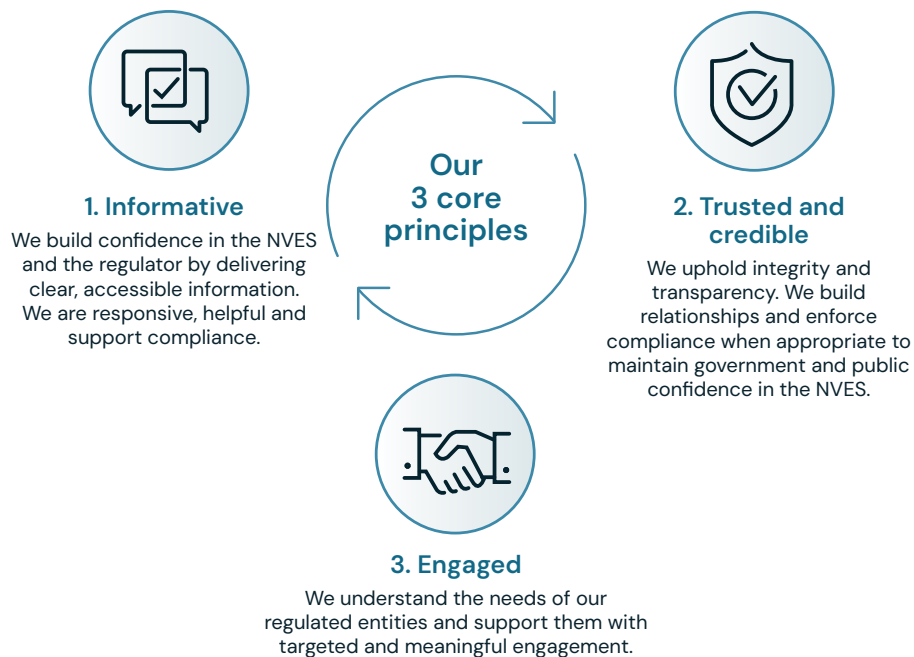 Our
3 core
principles
1. Informative
We build confidence in the NVES
and the regulator by delivering
clear, accessible information.
We are responsive, helpful and
support compliance.
2. Trusted and
credible
We uphold integrity and
transparency. We build
relationships and enforce
compliance when appropriate to
maintain government and public
confidence in the NVES.
3. Engaged
We understand the needs of our
regulated entities and support them with
targeted and meaningful engagement.